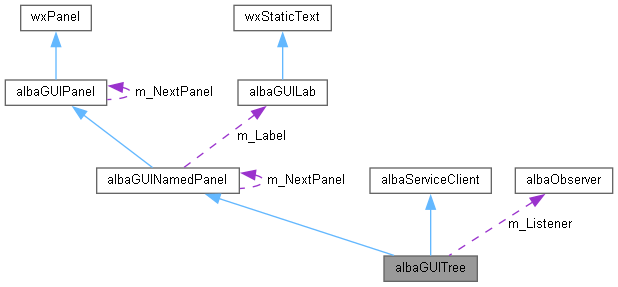 wxPanel
wxStaticText
albaGUIPanel
m_NextPanel
albaGUILab
m_Label
albaGUINamedPanel
m_NextPanel
albaServiceClient
albaObserver
m_Listener
albaGUITree